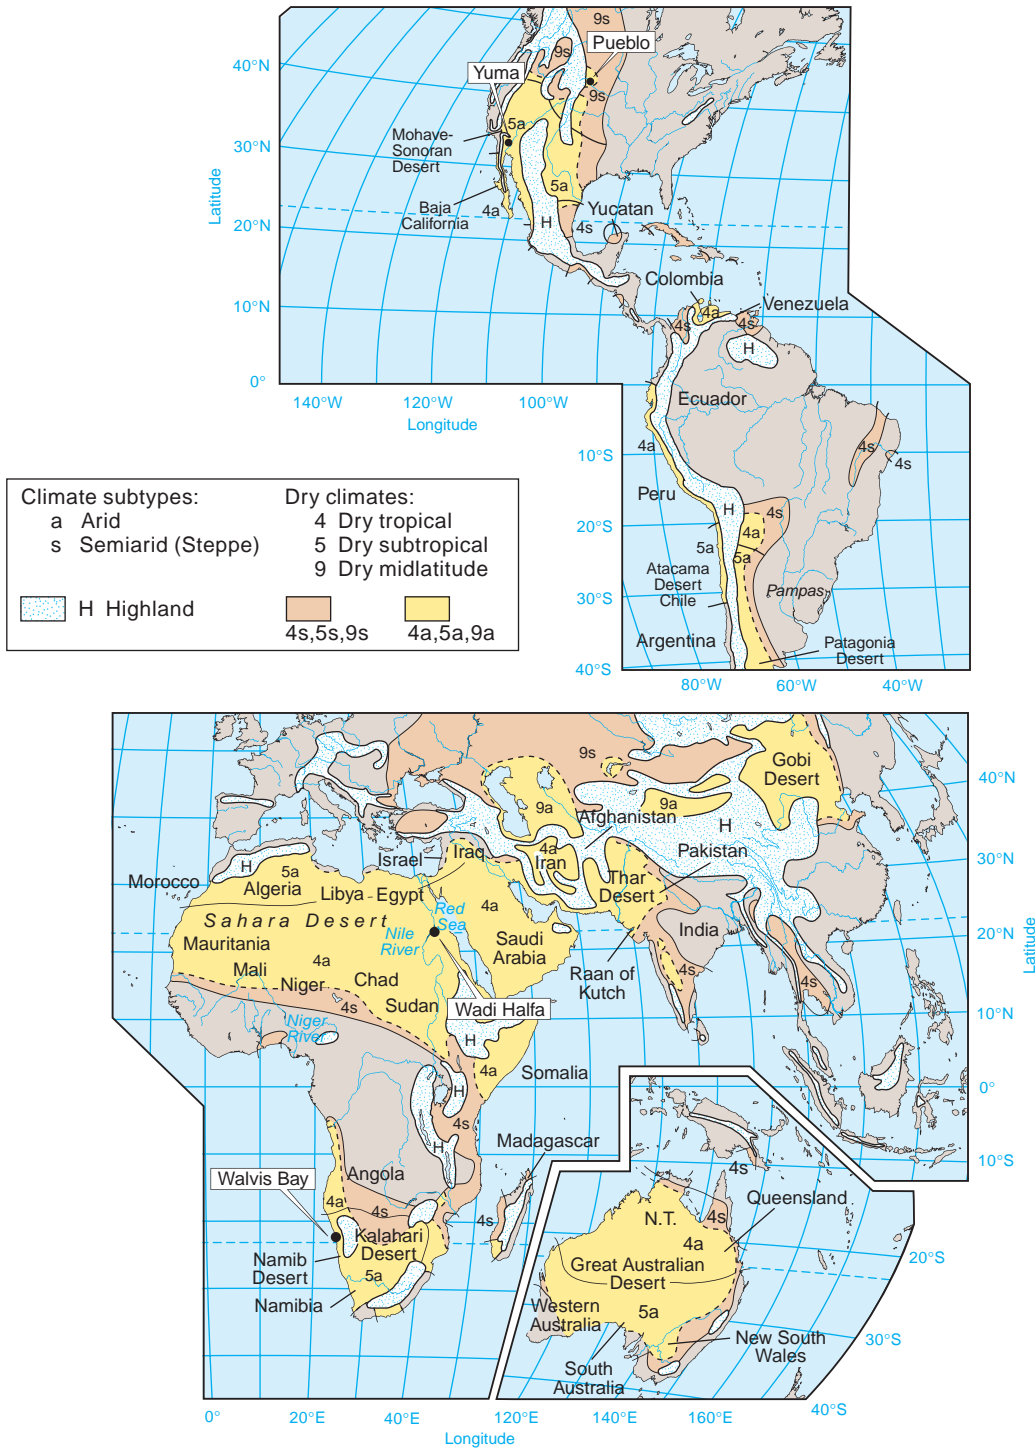 9s
Pueblo
40°N
9s
Yuma
9s
5a
Mohave-
Sonoran
Desert
30°N
Latitude
5a
Baja
California
4a
Yucatan
20°N
H
4s
Colombia
10°N
4a
Venezuela
4s
4s
H
0°
Ecuador
140°W
120°W
100°W
Longitude
4a
4s
4s
10°S
Peru
H
4s
20°S
4a
5a
5a
Atacama
Desert
Chile
Pampas
30°S
Argentina
Patagonia
Desert
40°S
80°W
60°W
40°W
Climate subtypes:
a Arid
s Semiarid (Steppe)
H Highland
Dry climates:
4 Dry tropical
5 Dry subtropical
9 Dry midlatitude
4s,5s,9s
4a,5a,9a
9s
Gobi
Desert
40°N
9a
9a
Afghanistan
H
4a
Iran
Israel
Iraq
Pakistan
30°N
H
5a
Morocco
Algeria
Libya
Egypt
Thar
Desert
4a
Red
Sea
Sahara Desert
Nile
River
India
20°N
Latitude
Mauritania
Saudi
Arabia
4a
Mali
Niger
Chad
Raan of
Kutch
4s
4s
Sudan
Wadi Halfa
4s
10°N
Niger
River
H
4a
Somalia
0°
H
4s
Madagascar
H
10°S
4s
Angola
Walvis Bay
4a
4s
4s
Queensland
N.T.
4s
4a
Kalahari
Desert
Namib
Desert
Great Australian
Desert
20°S
5a
Namibia
Western
Australia
5a
New South
Wales
30°S
South
Australia
40°S
0°
20°E
40°E
120°E
140°E
160°E
Longitude